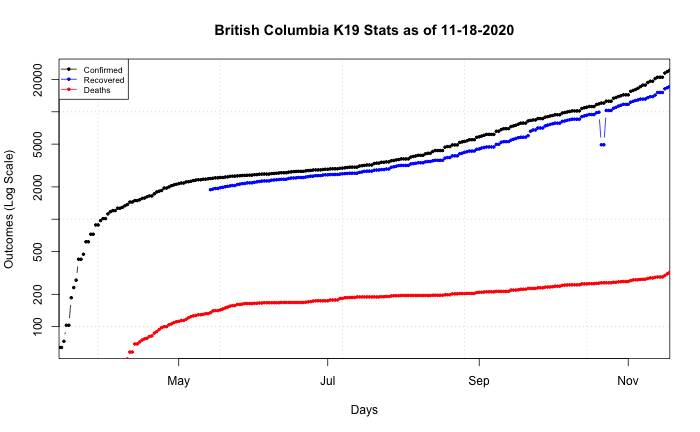 British Columbia K19 Stats as of 11-18-2020
Confirmed
Recovered
Deaths
Outcomes (Log Scale)
20000
5000
2000
500
200
100
May
Jul
Sep
Nov
Days